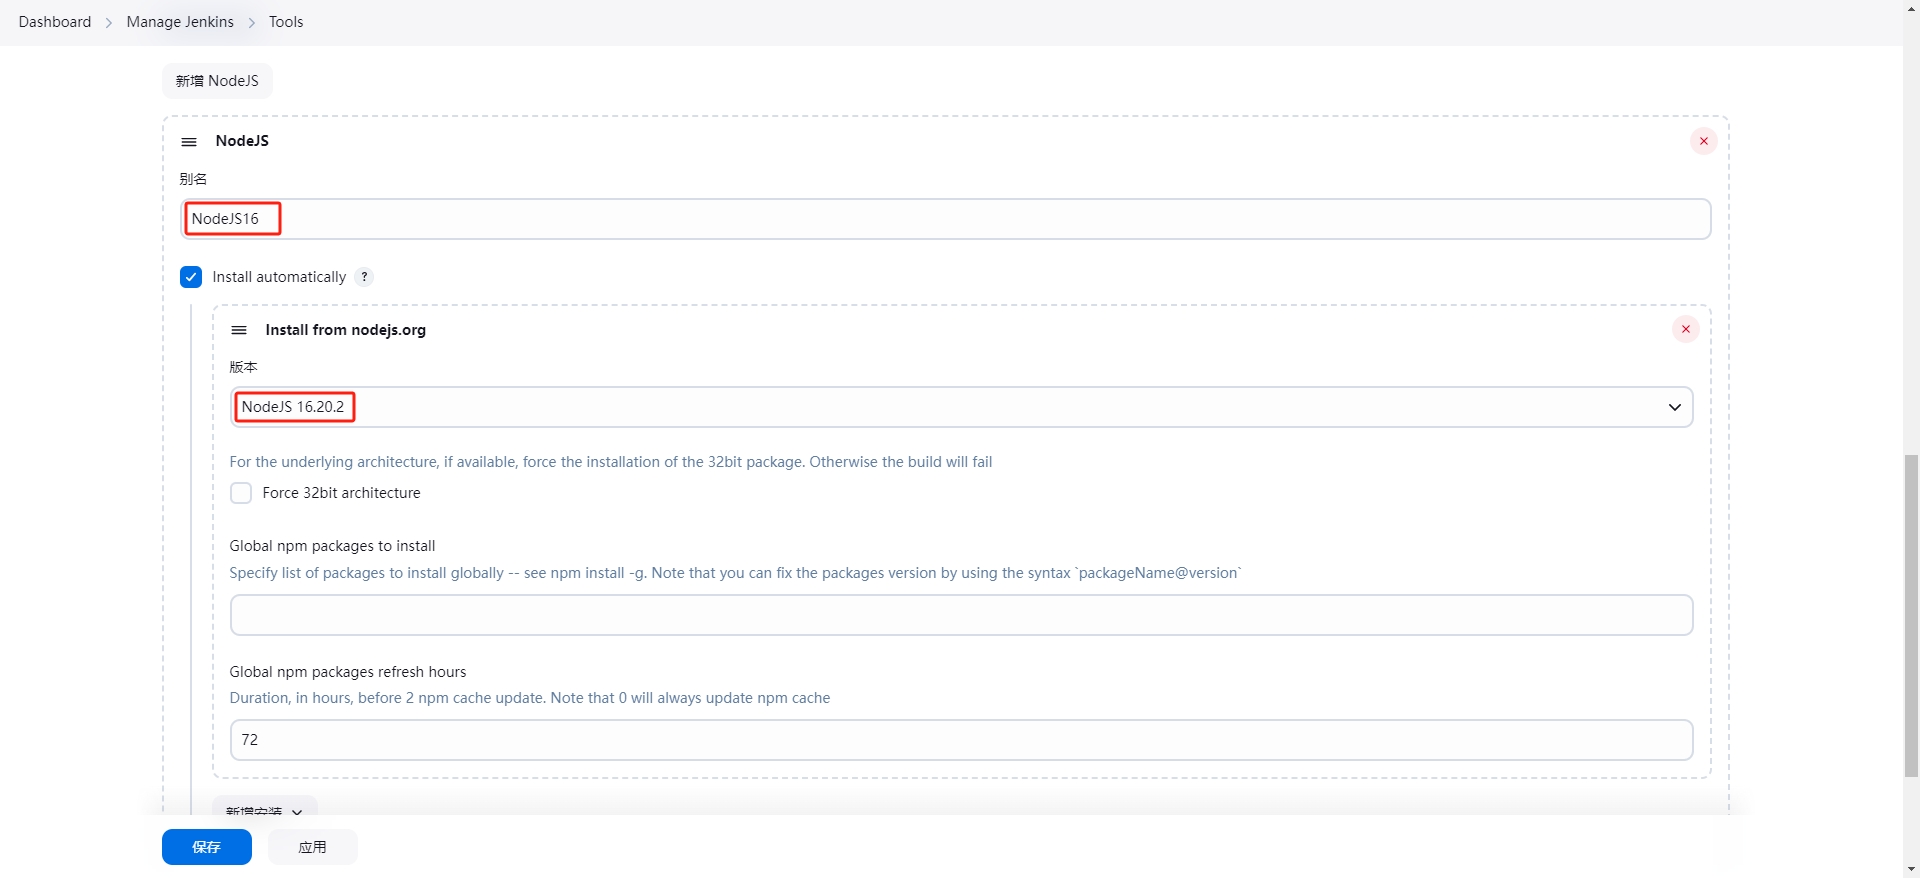 Dashboard > Manage Jenkins > Tools
新增 NodeJS
NodeJS
别名
NodeJS16
Install automatically ?
Install from nodejs.org
版本
NodeJS 16.20.2
For the underlying architecture, if available, force the installation of the 32bit package. Otherwise the build will fail
Force 32bit architecture
Global npm packages to install
Specify list of packages to install globally -- see npm install -g. Note that you can fix the packages version by using the syntax `packageName@version`
Global npm packages refresh hours
Duration, in hours, before 2 npm cache update. Note that 0 will always update npm cache
72
新增安装
保存
应用